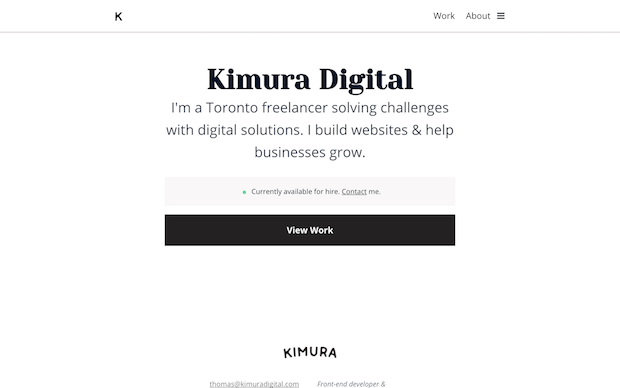 K
Work About
Kimura Digital
I'm a Toronto freelancer solving challenges
with digital solutions. I build websites & help
businesses grow.
Currently available for hire. Contact me.
View Work
KIMURA
thomas@kimuradigital.com
Front-end developer &